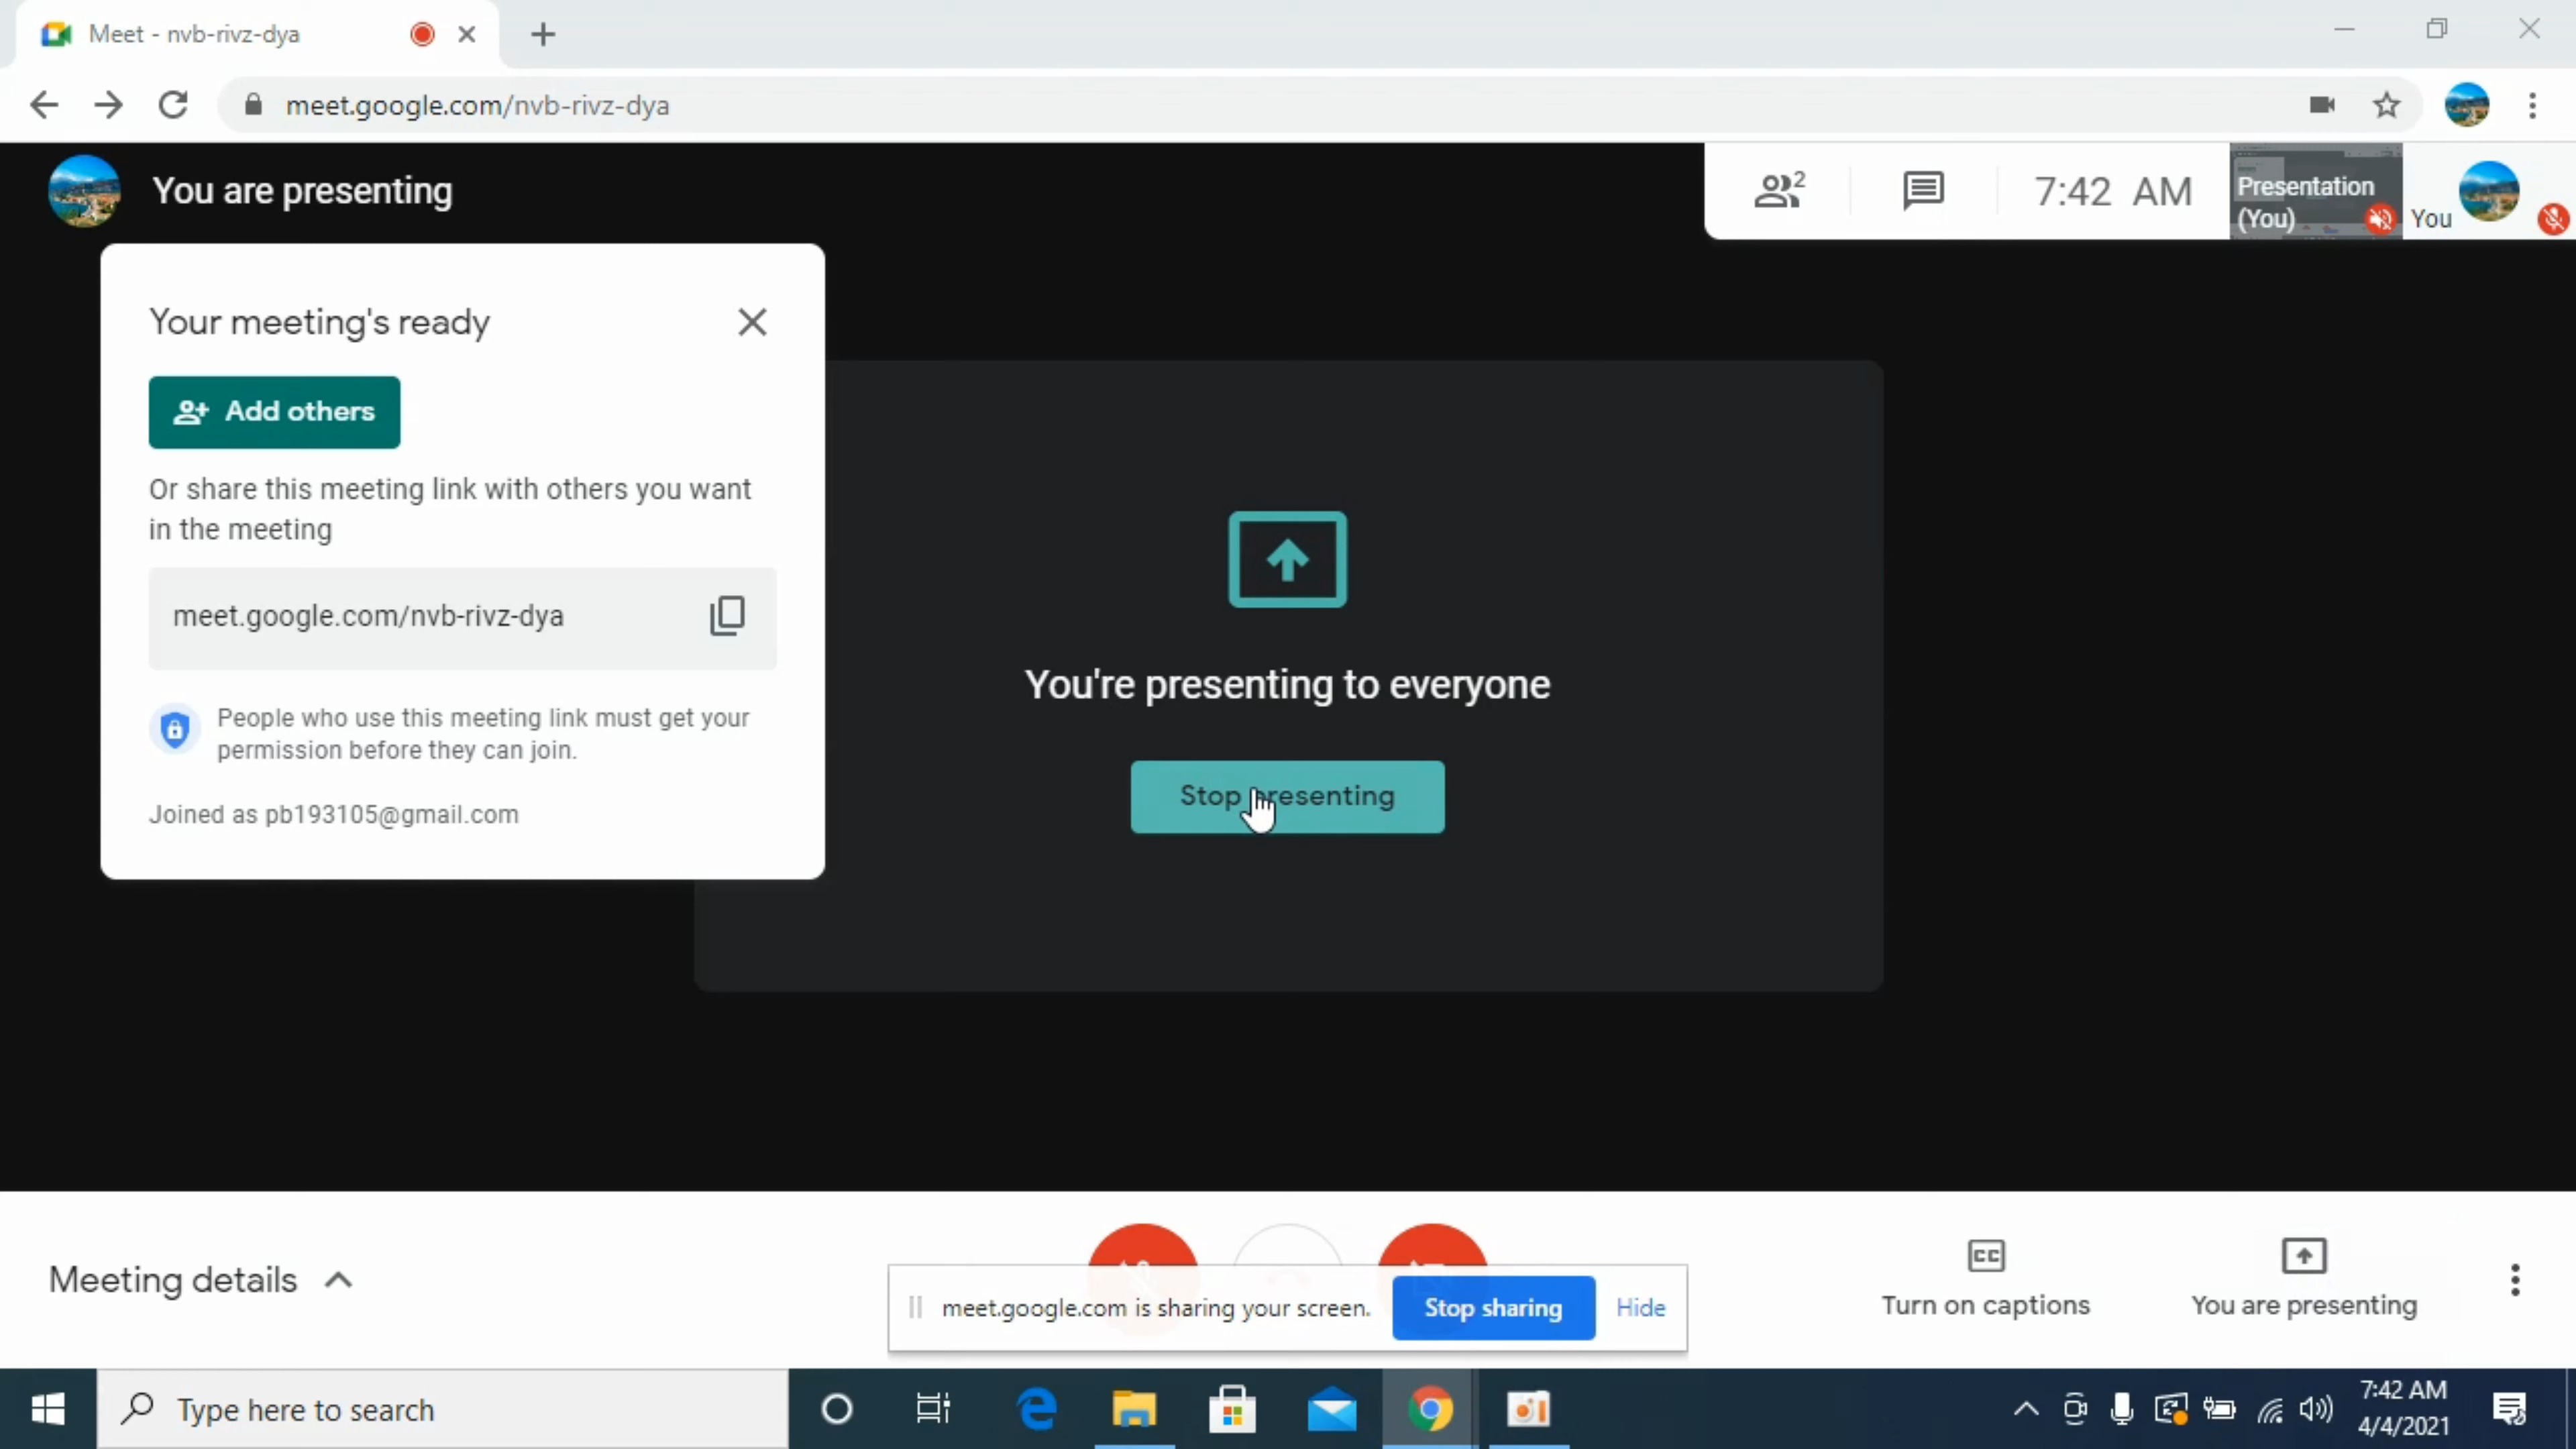 Meet - nvb-rivz-dya
meet.google.com/nvb-rivz-dya
You are presenting
2
7:42 AM
Presentation
(You)
You
Your meeting's ready
Add others
Or share this meeting link with others you want
in the meeting
meet.google.com/nvb-rivz-dya
People who use this meeting link must get your
permission before they can join.
Joined as pb193105@gmail.com
You're presenting to everyone
Stop presenting
Meeting details
meet.google.com is sharing your screen.
Stop sharing
Hide
CC
Turn on captions
You are presenting
Type here to search
7:42 AM
4/4/2021